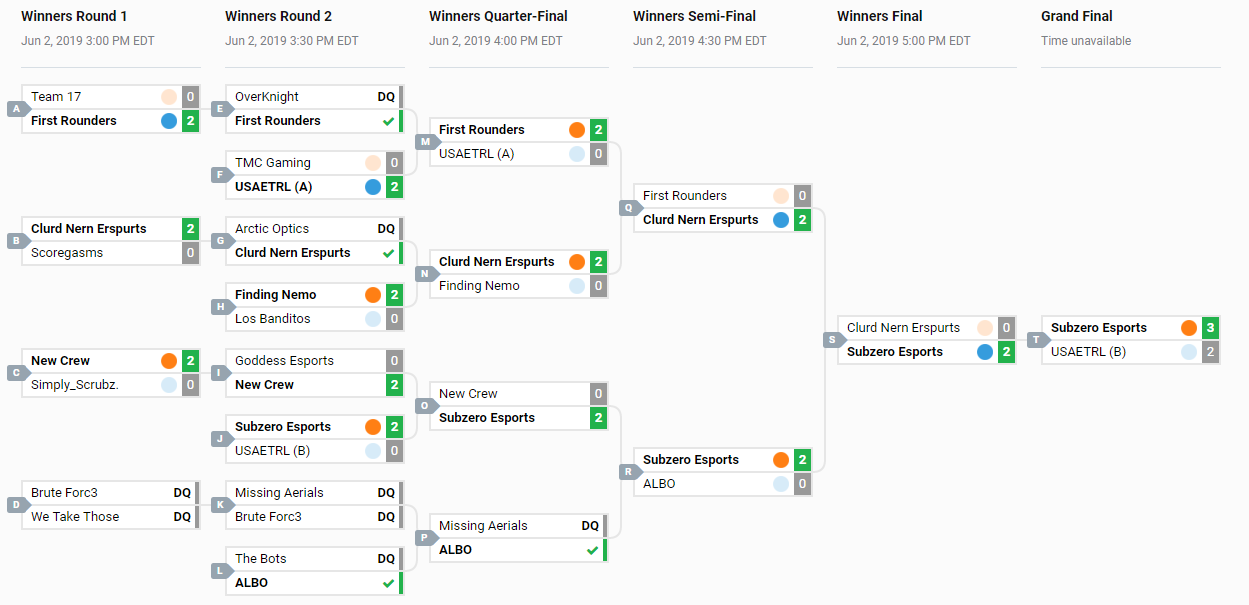 Winners Round 1
Jun 2, 2019 3:00 PM EDT
A
Team 17 0
First Rounders 2
B
Clurd Nern Erspurts 2
Scoregasms 0
C
New Crew 2
Simply_Scrubz. 0
D
Brute Forc3 DQ
We Take Those DQ
Winners Round 2
Jun 2, 2019 3:30 PM EDT
E
OverKnight DQ
First Rounders
F
TMC Gaming 0
USAETRL (A) 2
G
Arctic Optics DQ
Clurd Nern Erspurts
H
Finding Nemo 2
Los Banditos 0
I
Goddess Esports 0
New Crew 2
J
Subzero Esports 2
USAETRL (B) 0
K
Missing Aerials DQ
Brute Forc3 DQ
L
The Bots DQ
ALBO
Winners Quarter-Final
Jun 2, 2019 4:00 PM EDT
M
First Rounders 2
USAETRL (A) 0
N
Clurd Nern Erspurts 2
Finding Nemo 0
O
New Crew 0
Subzero Esports 2
P
Missing Aerials DQ
ALBO
Winners Semi-Final
Jun 2, 2019 4:30 PM EDT
Q
First Rounders 0
Clurd Nern Erspurts 2
R
Subzero Esports 2
ALBO 0
Winners Final
Jun 2, 2019 5:00 PM EDT
S
Clurd Nern Erspurts 0
Subzero Esports 2
Grand Final
Time unavailable
T
Subzero Esports 3
USAETRL (B) 2